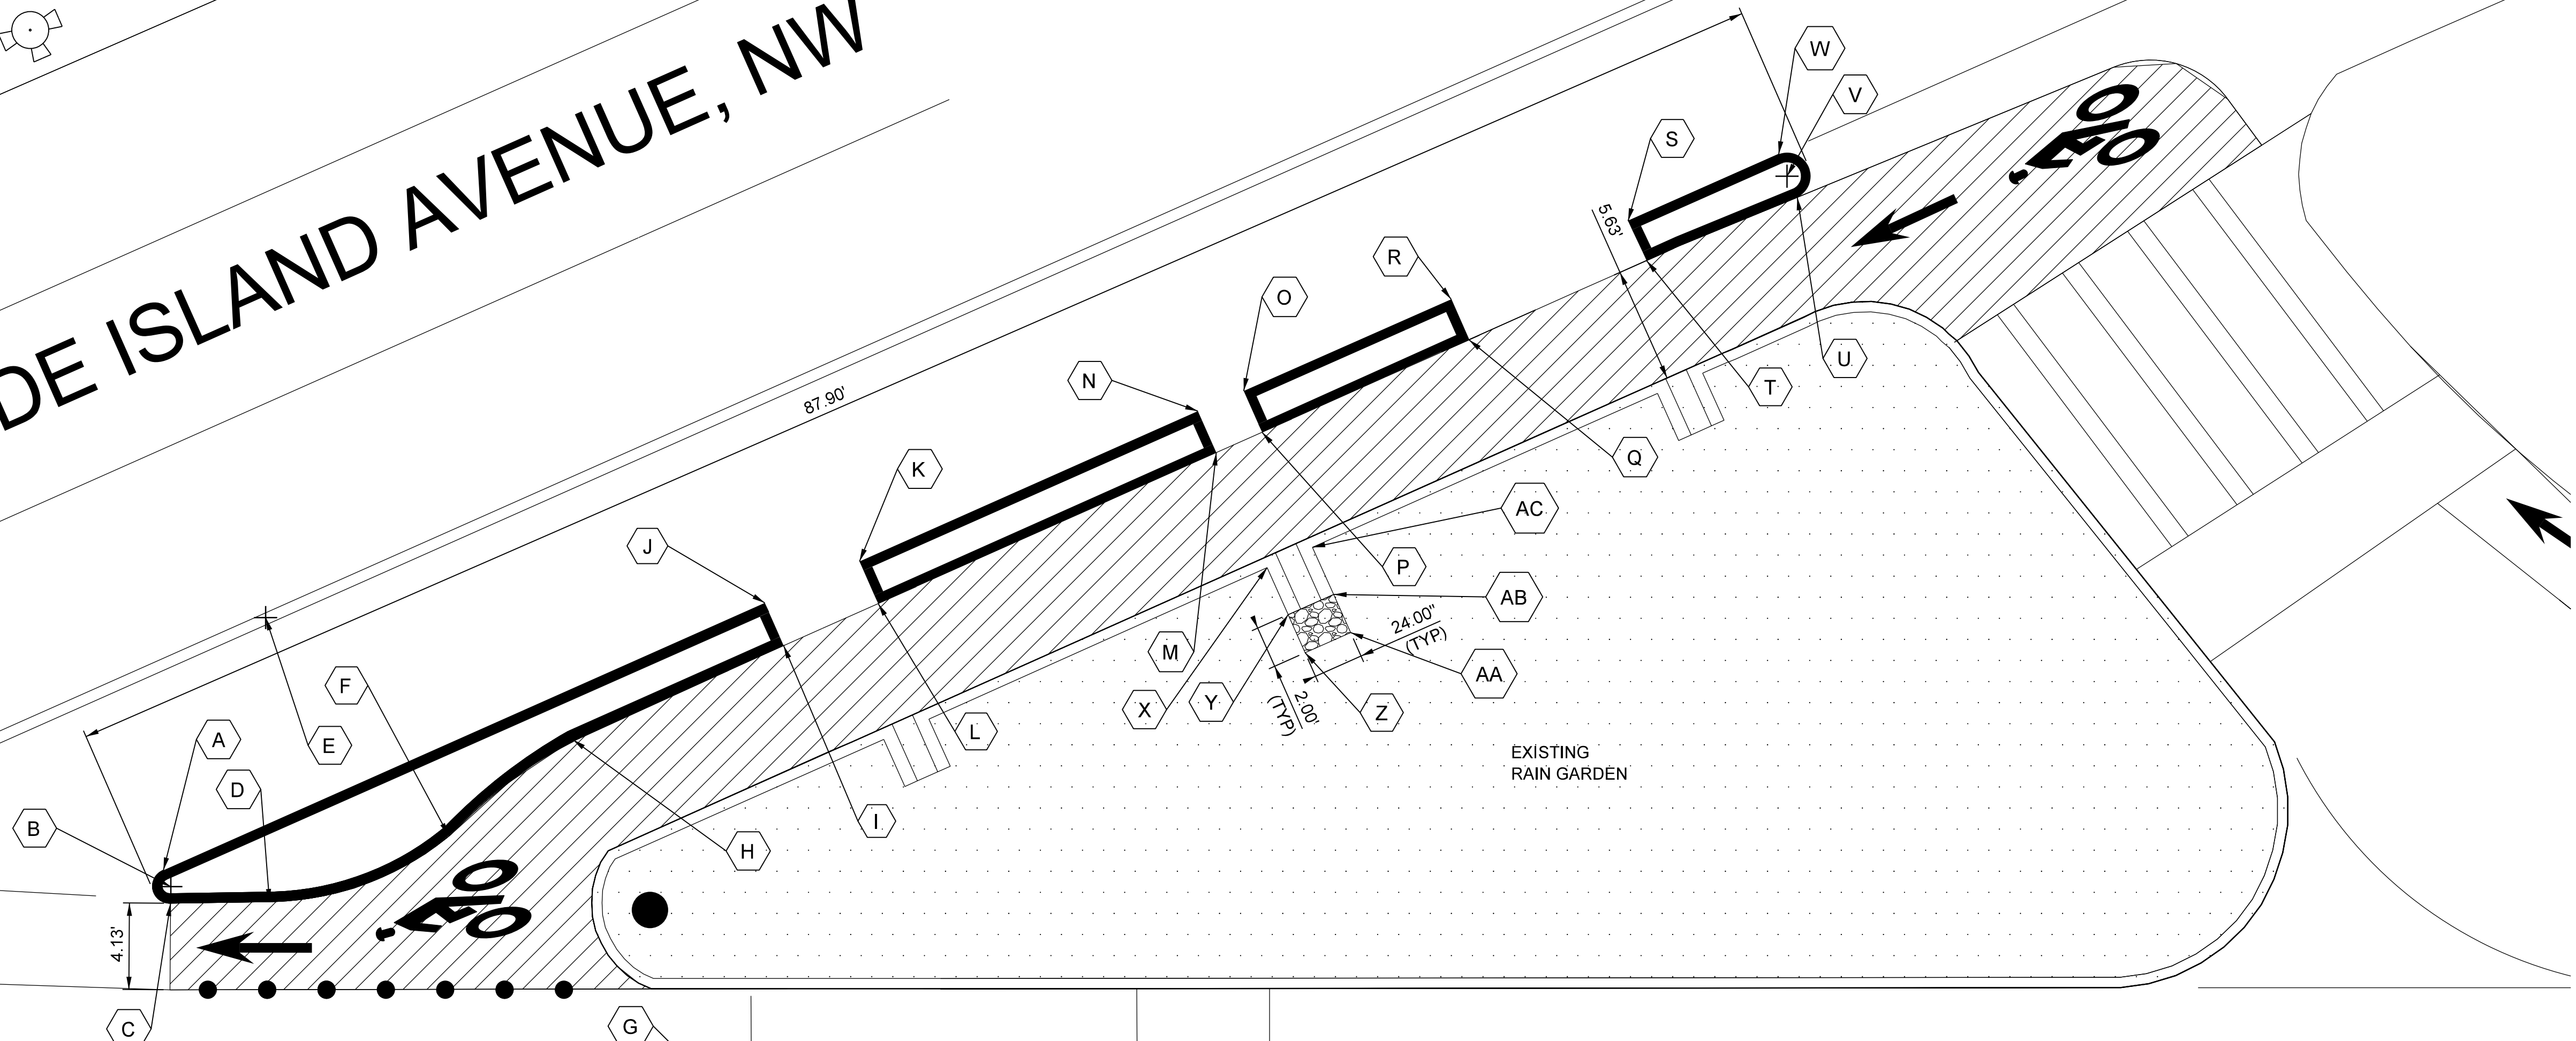 DE ISLAND AVENUE, NW
W
V
S
5.63'
R
O
U
T
N
87.90'
Q
K
AC
J
P
AB
24.00"
(TYP)
M
AA
F
X
Y
Z
2.00'
(TYP)
L
A
E
D
EXISTING
RAIN GARDEN
B
I
H
4.13'
C
G